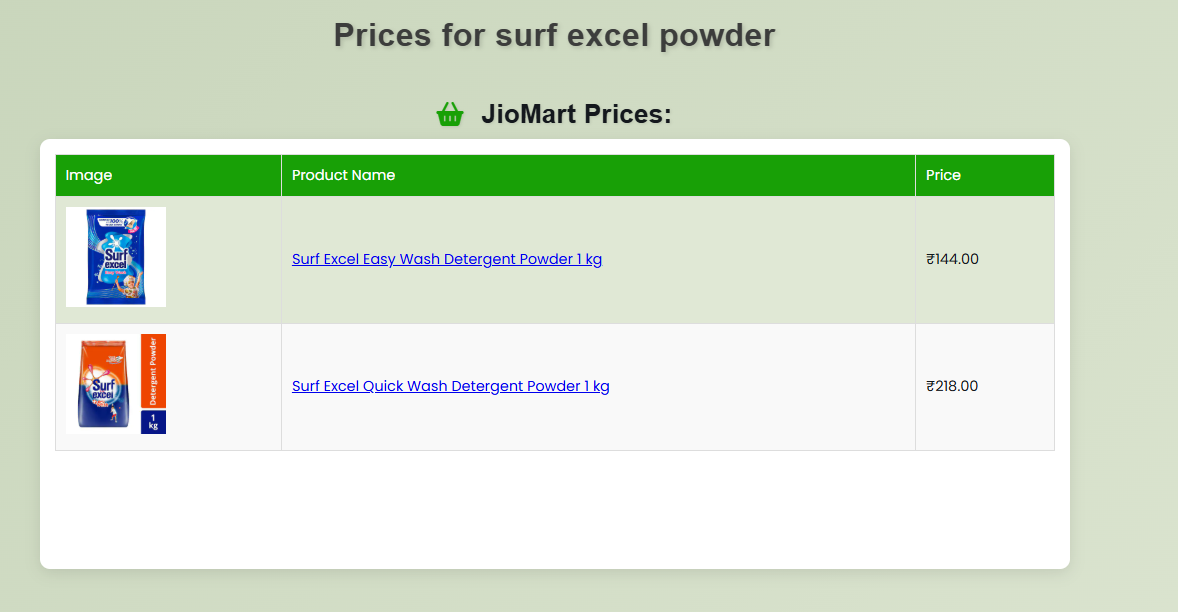 Prices for surf excel powder
JioMart Prices:
Image Product Name Price
Surf
excel
Easy Wash
Surf Excel Easy Wash Detergent Powder 1 kg ₹144.00
Surf
excel
Detergent Powder
1
kg
Surf Excel Quick Wash Detergent Powder 1 kg ₹218.00